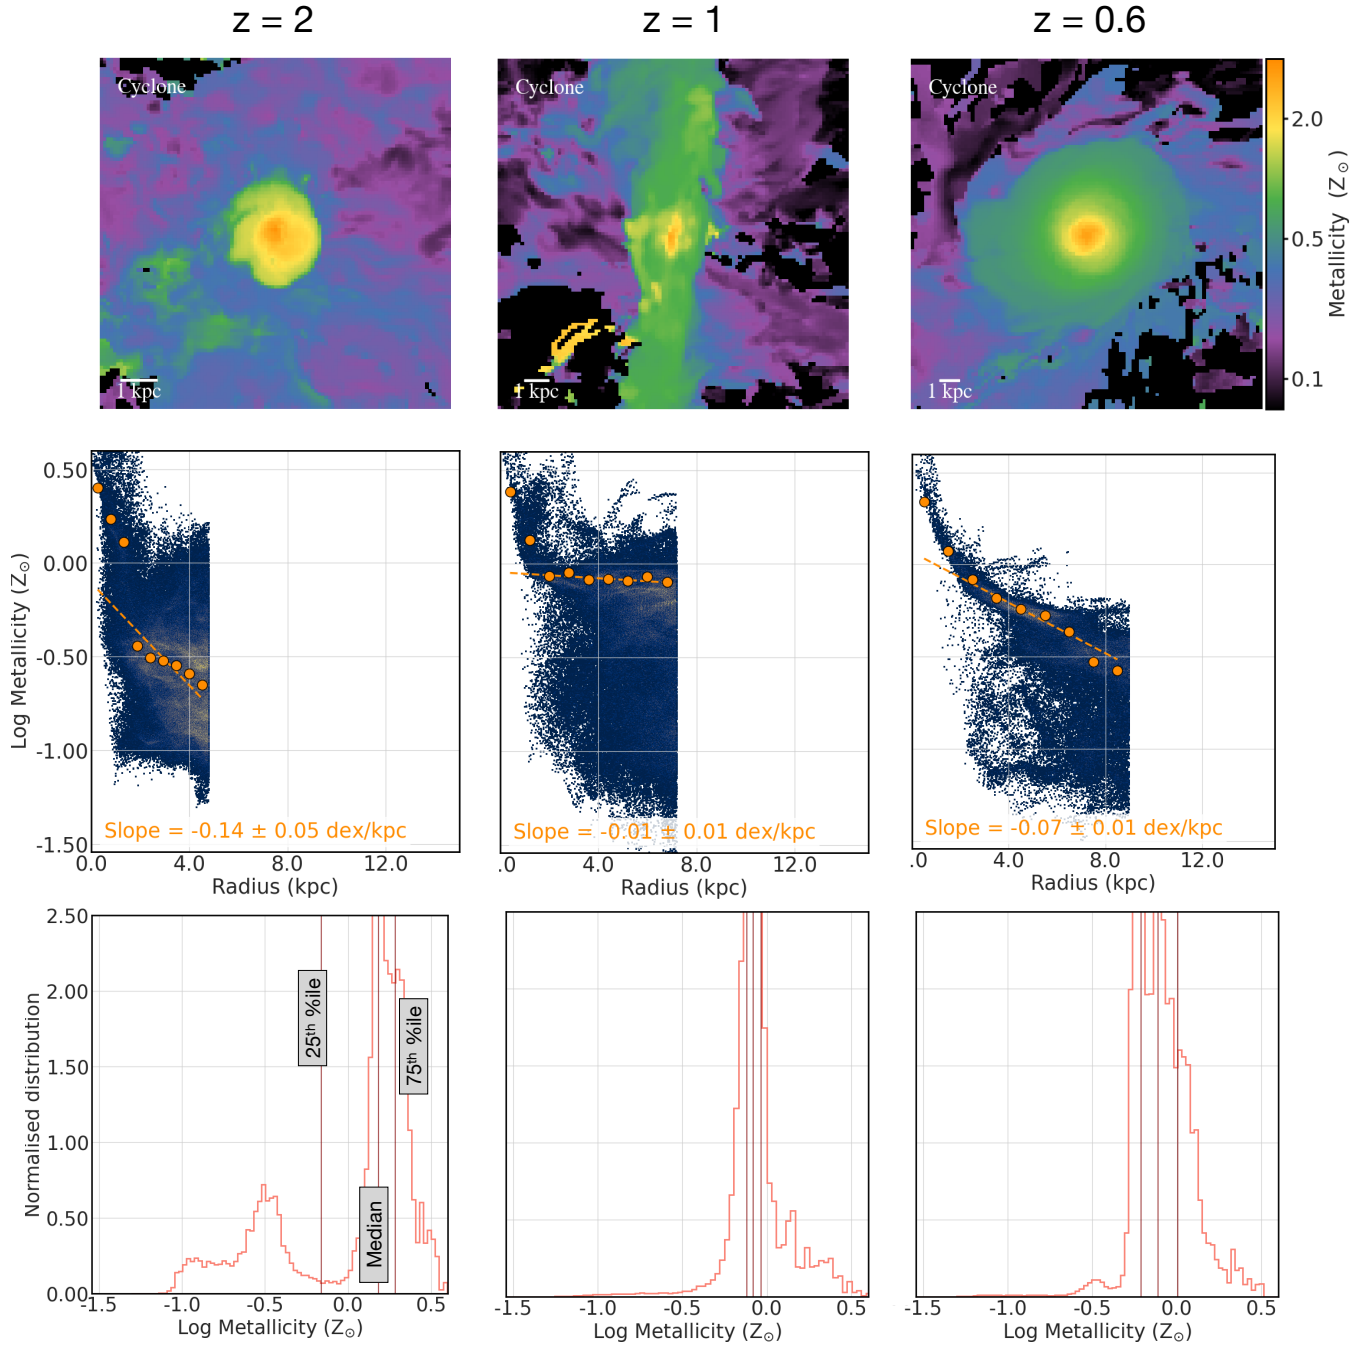 z = 2
z = 1
z = 0.6
Cyclone
Cyclone
Cyclone
1 kpc
1 kpc
1 kpc
2.0
0.5
0.1
Metallicity (Z⊙)
0.50
0.00
-0.50
-1.00
-1.50
Log Metallicity (Z⊙)
Slope = -0.14 ± 0.05 dex/kpc
Slope = -0.01 ± 0.01 dex/kpc
Slope = -0.07 ± 0.01 dex/kpc
0.0 4.0 8.0 12.0
.0 4.0 8.0 12.0
.0 4.0 8.0 12.0
Radius (kpc)
Radius (kpc)
Radius (kpc)
2.50
2.00
1.50
1.00
0.50
0.00
Normalised distribution
25th %ile
Median
75th %ile
-1.5 -1.0 -0.5 0.0 0.5
-1.5 -1.0 -0.5 0.0 0.5
-1.5 -1.0 -0.5 0.0 0.5
Log Metallicity (Z⊙)
Log Metallicity (Z⊙)
Log Metallicity (Z⊙)